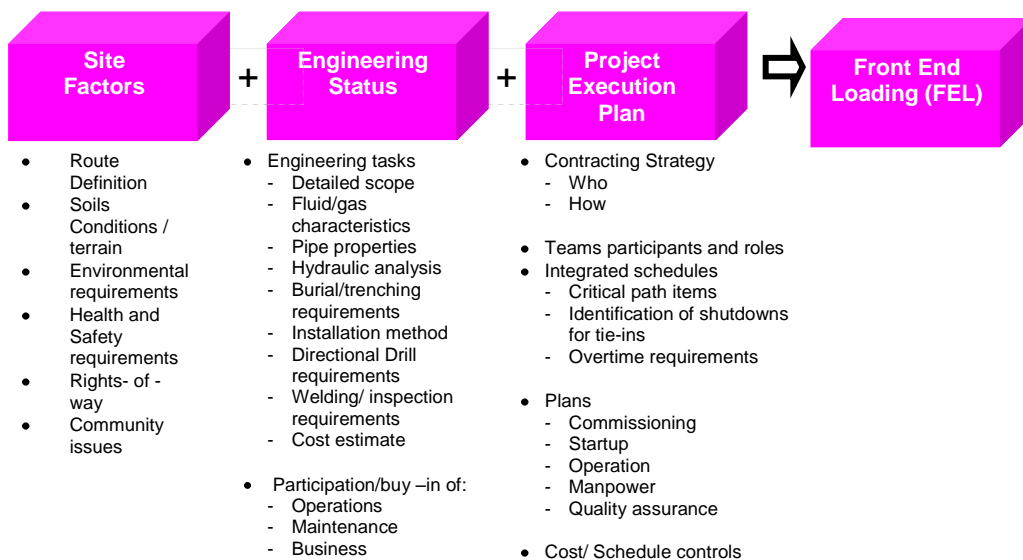 Site
Factors
+
Engineering
Status
+
Project
Execution
Plan
Front End
Loading (FEL)
• Route
Definition
• Soils
Conditions /
terrain
• Environmental
requirements
• Health and
Safety
requirements
• Rights- of -
way
• Community
issues
• Engineering tasks
- Detailed scope
- Fluid/gas
characteristics
- Pipe properties
- Hydraulic analysis
- Burial/trenching
requirements
- Installation method
- Directional Drill
requirements
- Welding/ inspection
requirements
- Cost estimate
• Participation/buy –in of:
- Operations
- Maintenance
- Business
• Contracting Strategy
- Who
- How
• Teams participants and roles
• Integrated schedules
- Critical path items
- Identification of shutdowns
for tie-ins
- Overtime requirements
• Plans
- Commissioning
- Startup
- Operation
- Manpower
- Quality assurance
• Cost/ Schedule controls